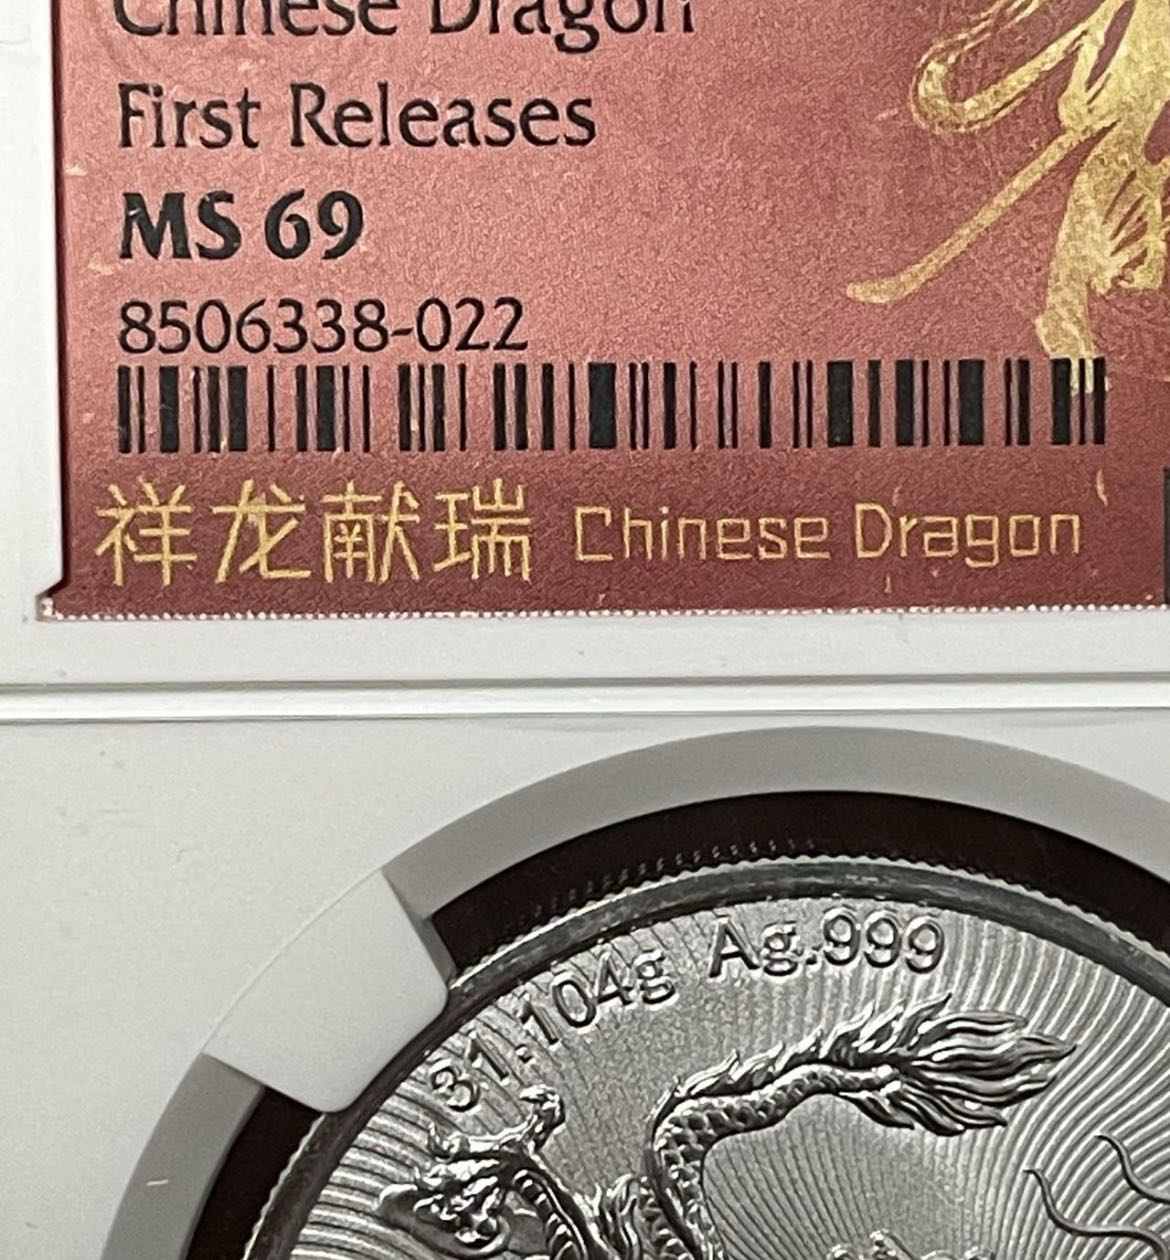 Chinese Dragon
First Releases
MS 69
8506338-022
祥龙献瑞 Chinese Dragon
31.104g Ag.999